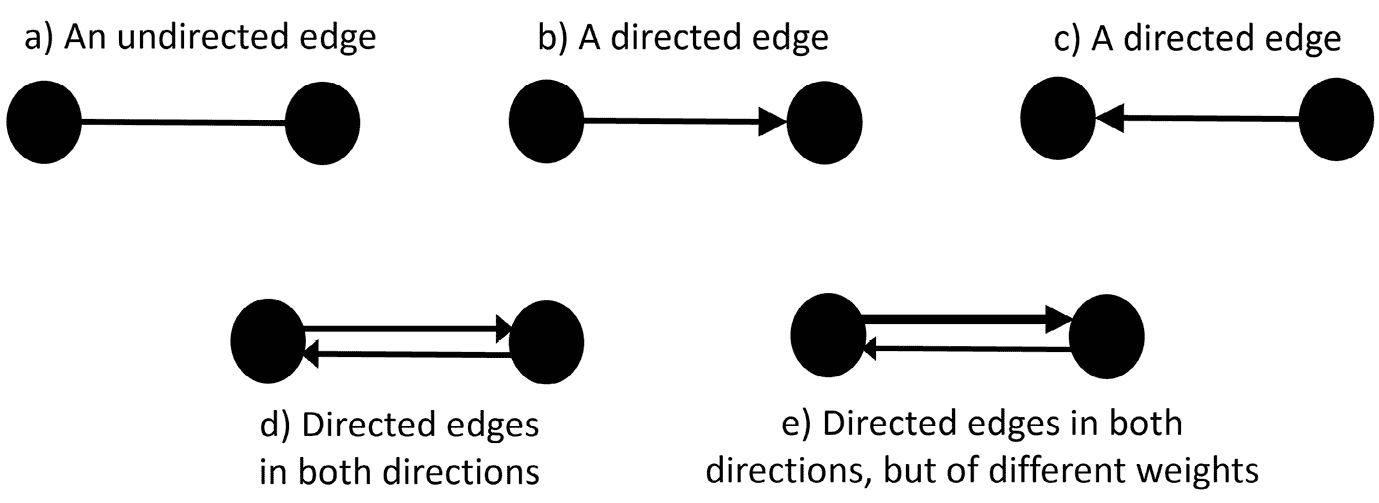 a) An undirected edge
b) A directed edge
c) A directed edge
d) Directed edges
in both directions
e) Directed edges in both
directions, but of different weights